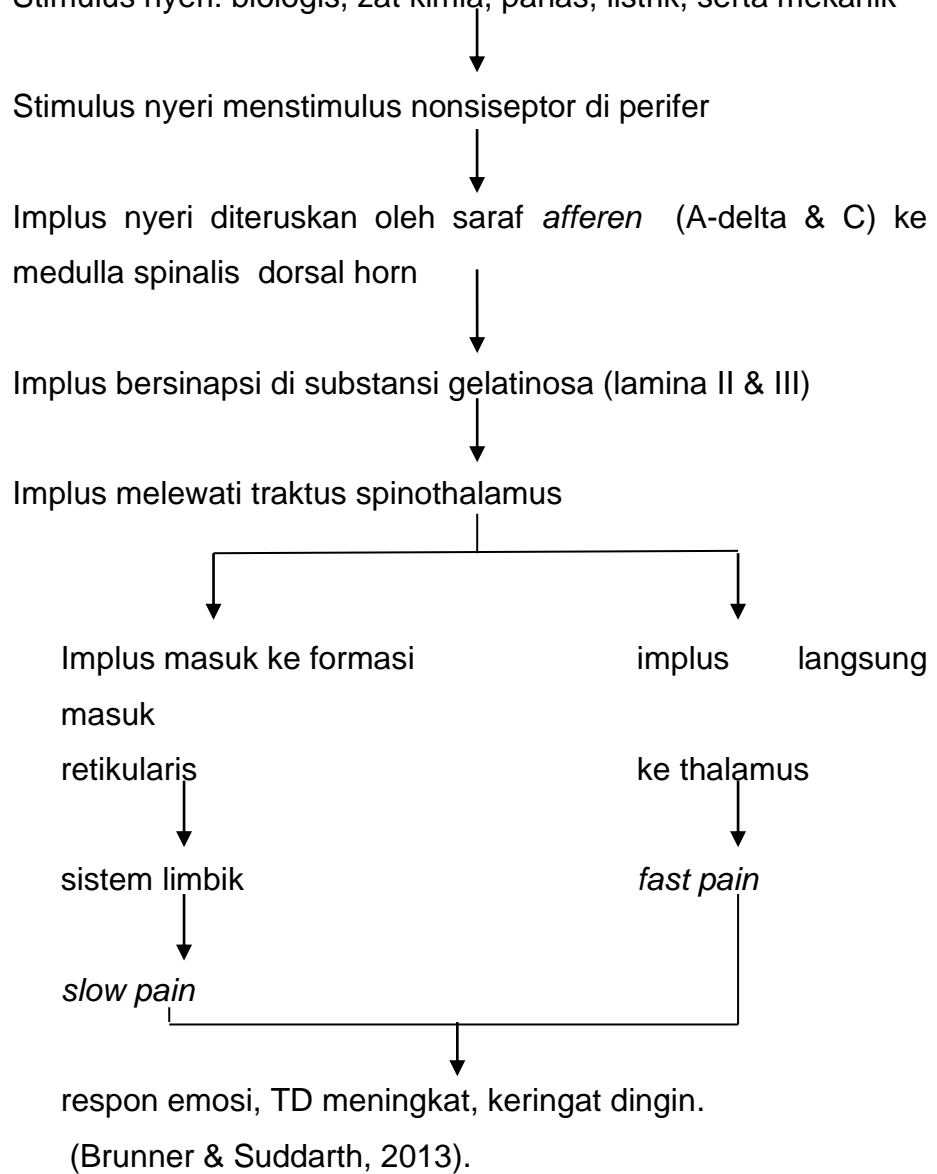 Stimulus nyeri: biologis, zat kimia, panas, listrik, serta mekanik
Stimulus nyeri menstimulus nonsiseptor di perifer
Implus nyeri diteruskan oleh saraf afferen (A-delta & C) ke
medulla spinalis dorsal horn
Implus bersinapsi di substansi gelatinosa (lamina II & III)
Implus melewati traktus spinothalamus
Implus masuk ke formasi implus langsung
masuk
retikularis ke thalamus
sistem limbik fast pain
slow pain
respon emosi, TD meningkat, keringat dingin.
(Brunner & Suddarth, 2013).